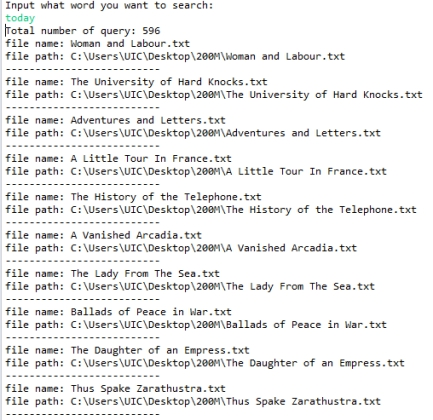 Input what word you want to search:
today
Total number of query: 596
file name: Woman and Labour.txt
file path: C:\Users\UIC\Desktop\200M\Woman and Labour.txt
--------------------------
file name: The University of Hard Knocks.txt
file path: C:\Users\UIC\Desktop\200M\The University of Hard Knocks.txt
--------------------------
file name: Adventures and Letters.txt
file path: C:\Users\UIC\Desktop\200M\Adventures and Letters.txt
--------------------------
file name: A Little Tour In France.txt
file path: C:\Users\UIC\Desktop\200M\A Little Tour In France.txt
--------------------------
file name: The History of the Telephone.txt
file path: C:\Users\UIC\Desktop\200M\The History of the Telephone.txt
--------------------------
file name: A Vanished Arcadia.txt
file path: C:\Users\UIC\Desktop\200M\A Vanished Arcadia.txt
--------------------------
file name: The Lady From The Sea.txt
file path: C:\Users\UIC\Desktop\200M\The Lady From The Sea.txt
--------------------------
file name: Ballads of Peace in War.txt
file path: C:\Users\UIC\Desktop\200M\Ballads of Peace in War.txt
--------------------------
file name: The Daughter of an Empress.txt
file path: C:\Users\UIC\Desktop\200M\The Daughter of an Empress.txt
--------------------------
file name: Thus Spake Zarathustra.txt
file path: C:\Users\UIC\Desktop\200M\Thus Spake Zarathustra.txt
--------------------------